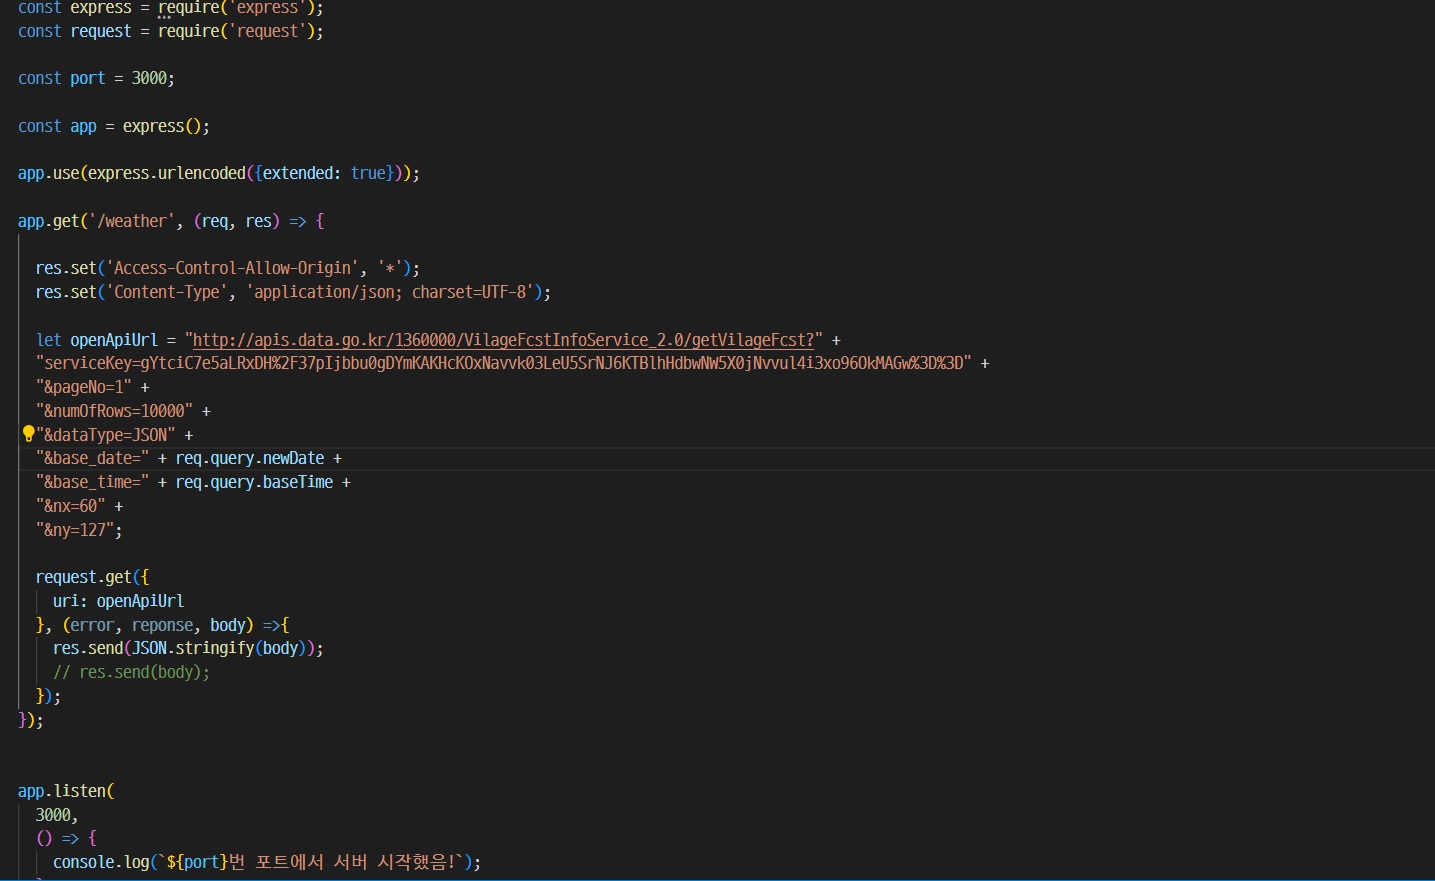 const express = require('express');
const request = require('request');
const port = 3000;
const app = express();
app.use(express.urlencoded({extended: true}));
app.get('/weather', (req, res) => {
res.set('Access-Control-Allow-Origin', '*');
res.set('Content-Type', 'application/json; charset=UTF-8');
let openApiUrl = "http://apis.data.go.kr/1360000/VilageFcstInfoService_2.0/getVilageFcst?" +
"serviceKey=gYtciC7e5aLRxDH%2F37pIjbbu0gDYmKAKHcKOxNavvk03LeU5SrNJ6KTBlhHdbwNW5X0jNvvul4i3xo96OkMAGw%3D%3D" +
"&pageNo=1" +
"&numOfRows=10000" +
"&dataType=JSON" +
"&base_date=" + req.query.newDate +
"&base_time=" + req.query.baseTime +
"&nx=60" +
"&ny=127";
request.get({
uri: openApiUrl
}, (error, reponse, body) =>{
res.send(JSON.stringify(body));
// res.send(body);
});
});
app.listen(
3000,
() => {
console.log(`${port}번 포트에서 서버 시작했음!`);